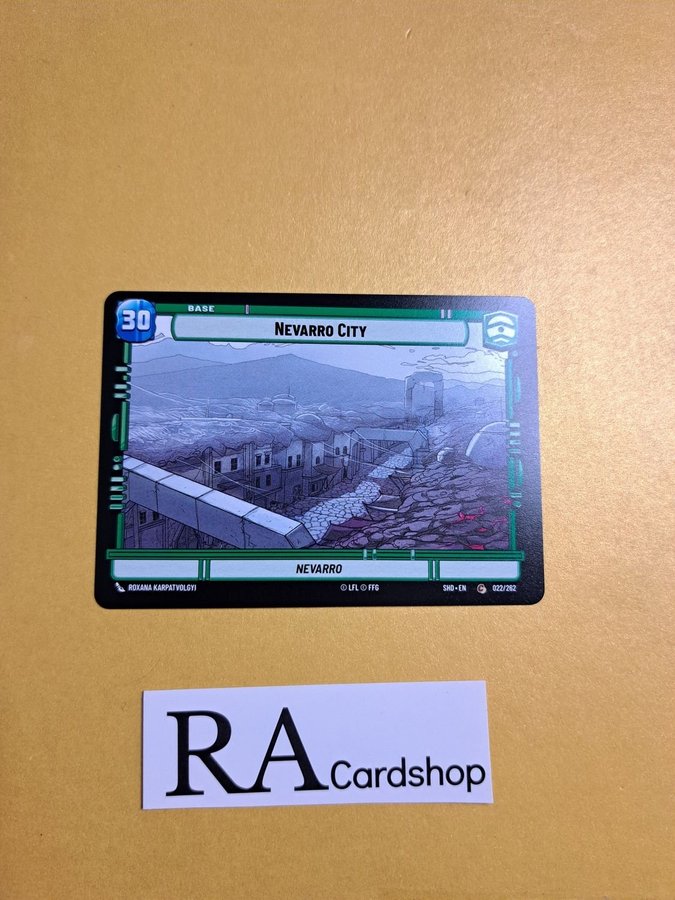 30
BASE
NEVARRO CITY
NEVARRO
ROXANA KARPATVOLGYI
© LFL © FFG
SHD • EN C 022/262
RA Cardshop